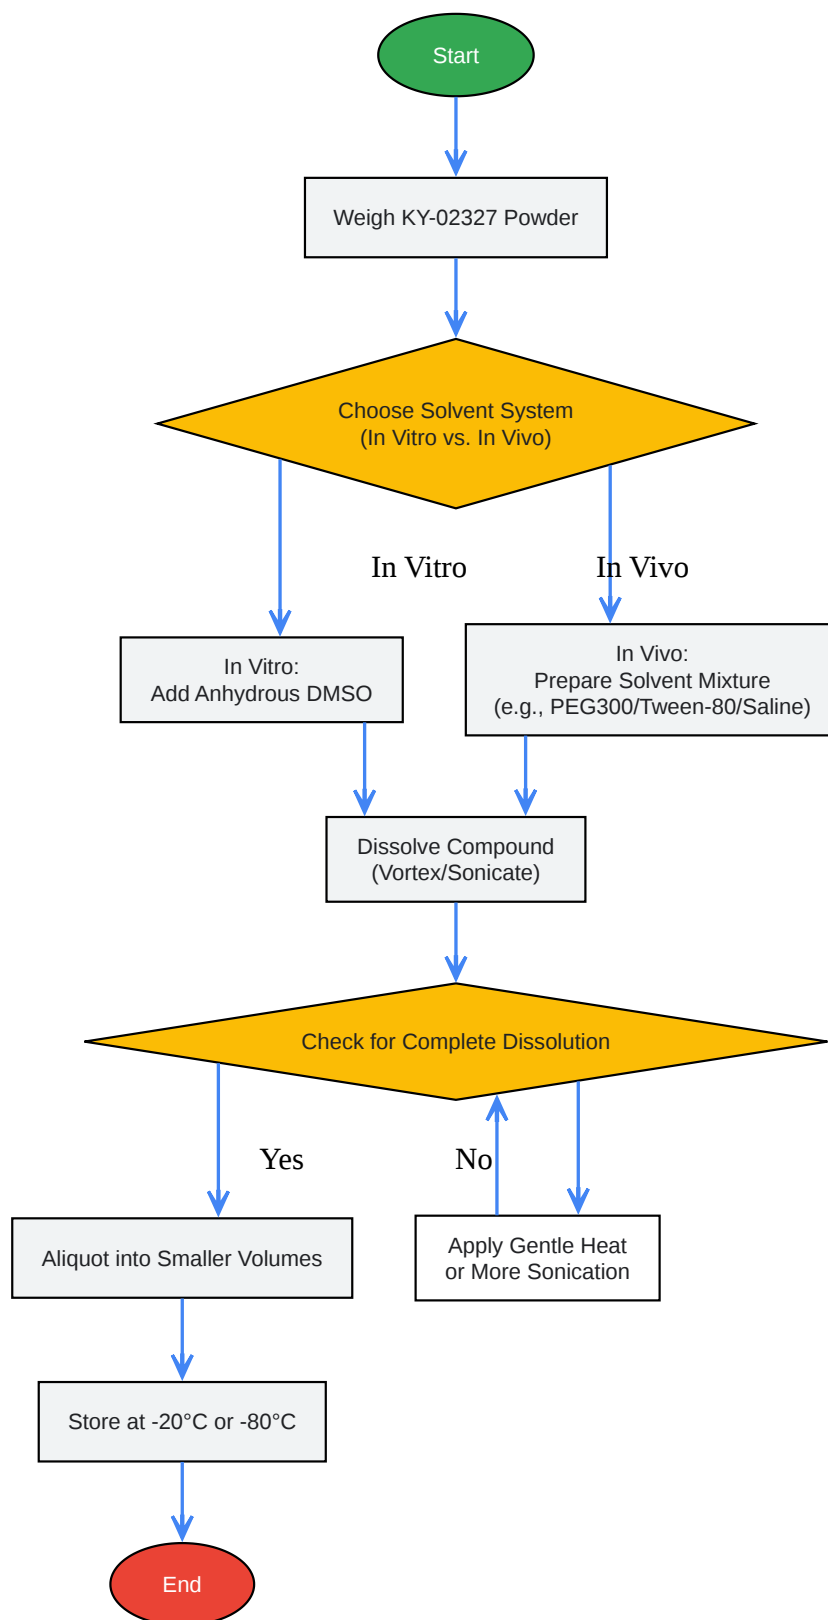 Start
Weigh KY-02327 Powder
Choose Solvent System
(In Vitro vs. In Vivo)
In Vitro
In Vivo
In Vitro:
Add Anhydrous DMSO
In Vivo:
Prepare Solvent Mixture
(e.g., PEG300/Tween-80/Saline)
Dissolve Compound
(Vortex/Sonicate)
Check for Complete Dissolution
Yes
No
Aliquot into Smaller Volumes
Apply Gentle Heat
or More Sonication
Store at -20°C or -80°C
End